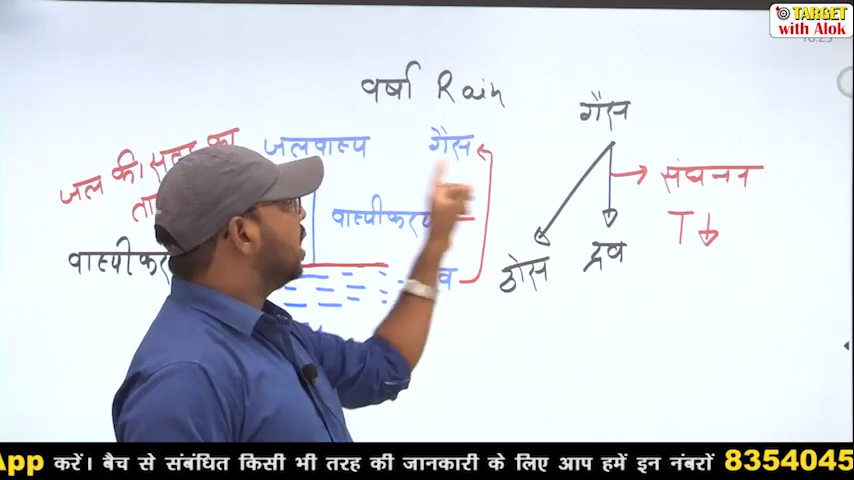 TARGET
with Alok
वर्षा Rain
गैस
जल की सतह का
जलवाष्प
गैस
संघनन
वाष्पीकर
T↓
ठोस
द्रव
App करें। बैच से संबंधित किसी भी तरह की जानकारी के लिए आप हमें इन नंबरों 8354045